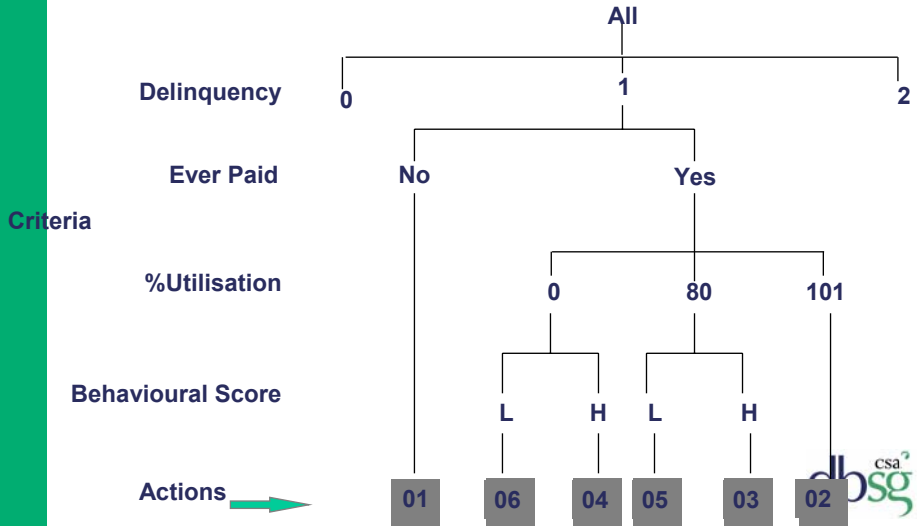 All
Delinquency 0 1 2
Ever Paid No Yes
Criteria
%Utilisation 0 80 101
Behavioural Score L H L H
Actions 01 06 04 05 03 02
csa
dbsg